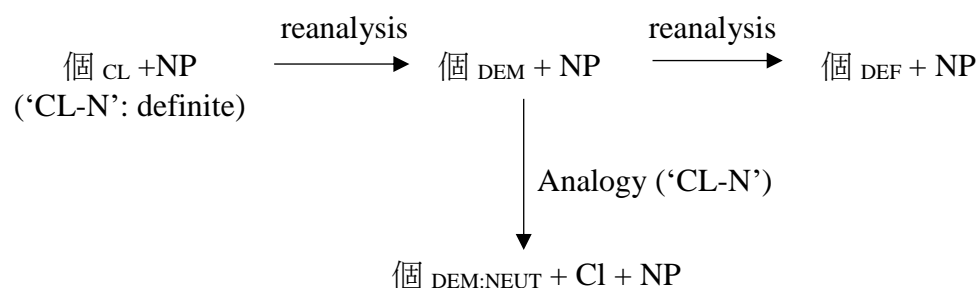 reanalysis reanalysis
個 CL +NP 個 DEM + NP 個 DEF + NP
(‘CL-N’: definite)
Analogy (‘CL-N’)
個 DEM:NEUT + Cl + NP